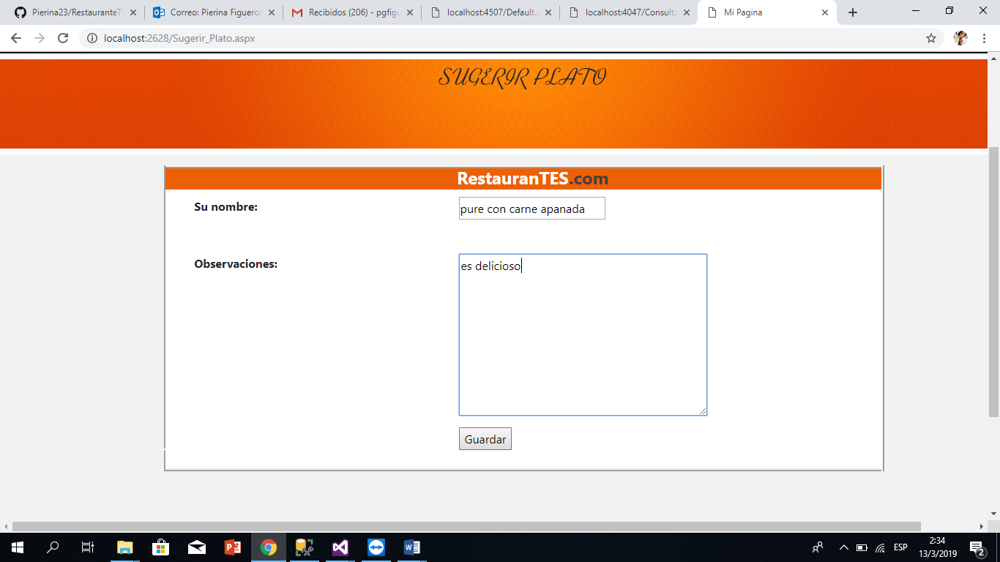 Pierina23/RestauranteT
Correo: Pierina Figueroa
Recibidos (206) - pgfigu
localhost:4507/Default.a
localhost:4047/Consulta
Mi Pagina
localhost:2628/Sugerir_Plato.aspx
SUGERIR PLATO
RestauranTES.com
Su nombre:
pure con carne apanada
Observaciones:
es delicioso
Guardar
ESP
2:34
13/3/2019
2